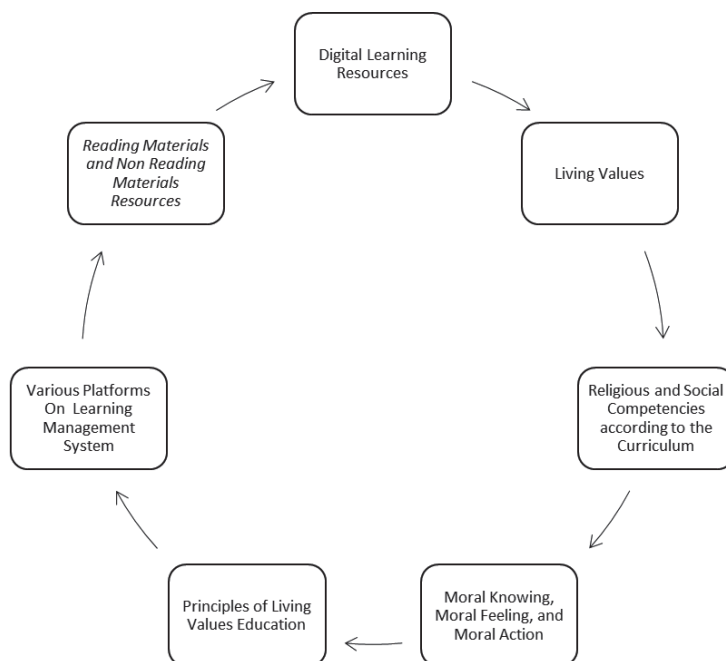 Digital Learning
Resources
Living Values
Religious and Social
Competencies
according to the
Curriculum
Moral Knowing,
Moral Feeling, and
Moral Action
Principles of Living
Values Education
Various Platforms
On Learning
Management
System
Reading Materials
and Non Reading
Materials
Resources